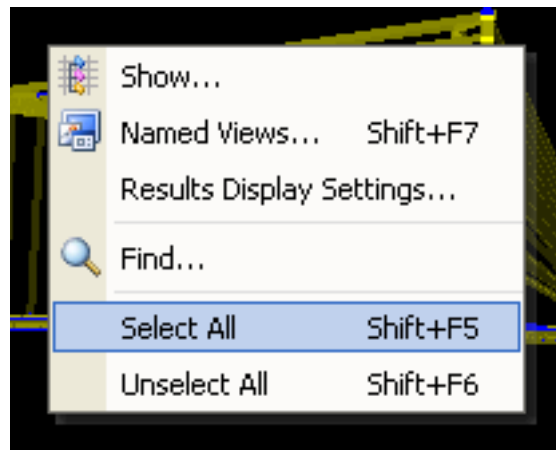 Show...
Named Views... Shift+F7
Results Display Settings...
Find...
Select All Shift+F5
Unselect All Shift+F6